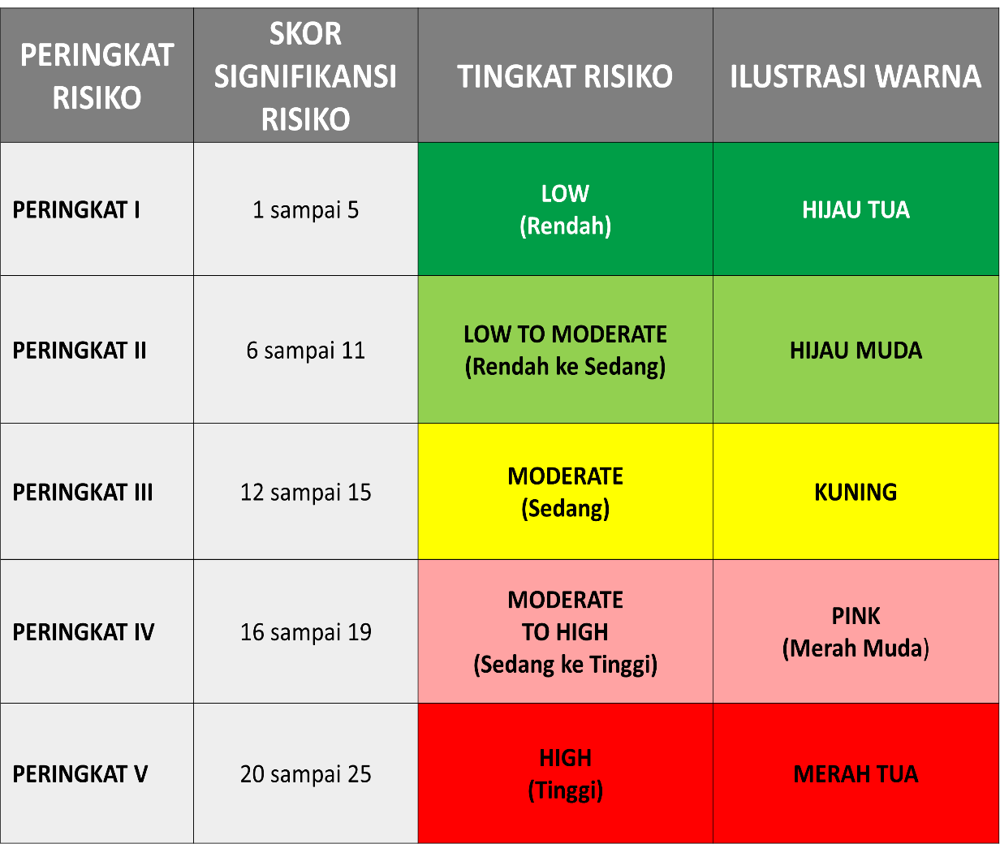 PERINGKAT
RISIKO
SKOR
SIGNIFIKANSI
RISIKO
TINGKAT RISIKO
ILUSTRASI WARNA
PERINGKAT I
1 sampai 5
LOW
(Rendah)
HIJAU TUA
PERINGKAT II
6 sampai 11
LOW TO MODERATE
(Rendah ke Sedang)
HIJAU MUDA
PERINGKAT III
12 sampai 15
MODERATE
(Sedang)
KUNING
PERINGKAT IV
16 sampai 19
MODERATE
TO HIGH
(Sedang ke Tinggi)
PINK
(Merah Muda)
PERINGKAT V
20 sampai 25
HIGH
(Tinggi)
MERAH TUA